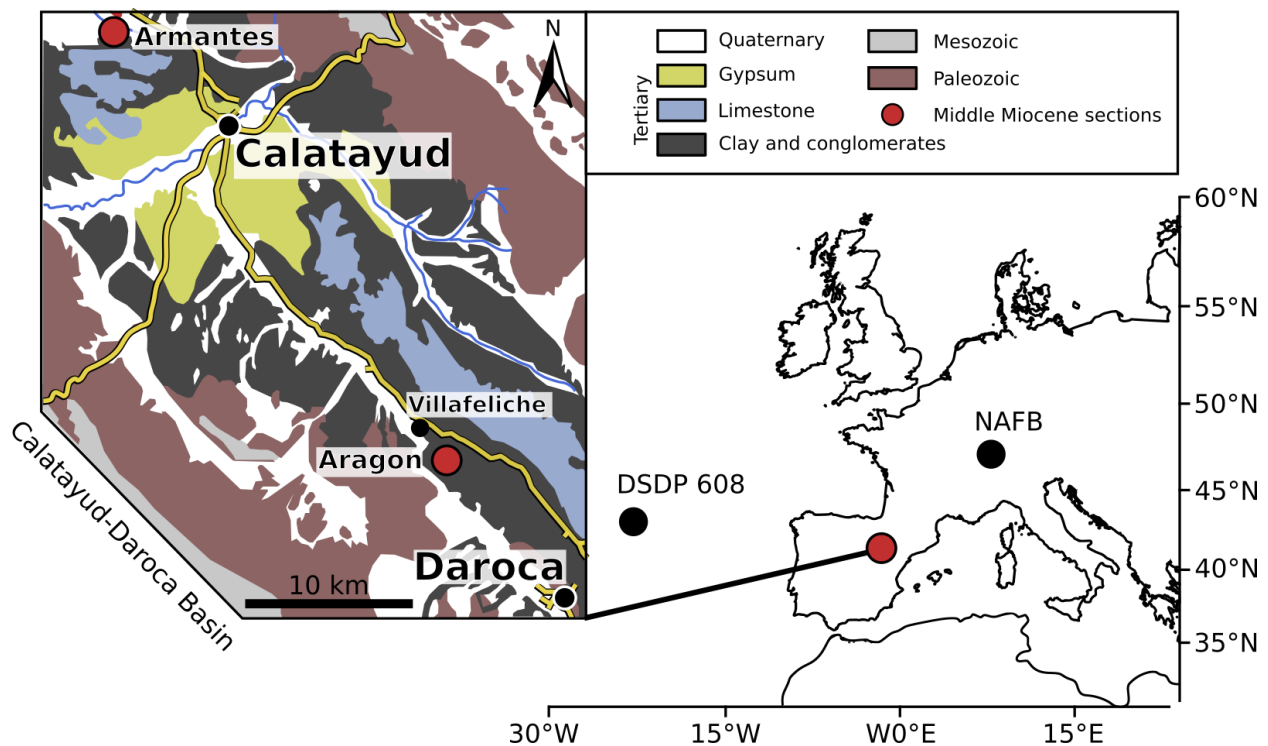 Armantes
Calatayud
Villafeliche
Aragon
Daroca
10 km
Calatayud-Daroca Basin
N
Tertiary
Quaternary
Gypsum
Limestone
Clay and conglomerates
Mesozoic
Paleozoic
Middle Miocene sections
NAFB
DSDP 608
60°N
55°N
50°N
45°N
40°N
35°N
30°W
15°W
W0°E
15°E